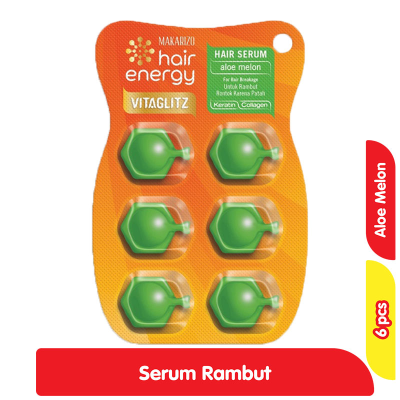 MAKARIZO
hair
energy
VITAGLITZ
HAIR SERUM
aloe melon
For Hair Breakage
Untuk Rambut
Rontok Karena Patah
Keratin Collagen
Aloe Melon
6 pcs
Serum Rambut